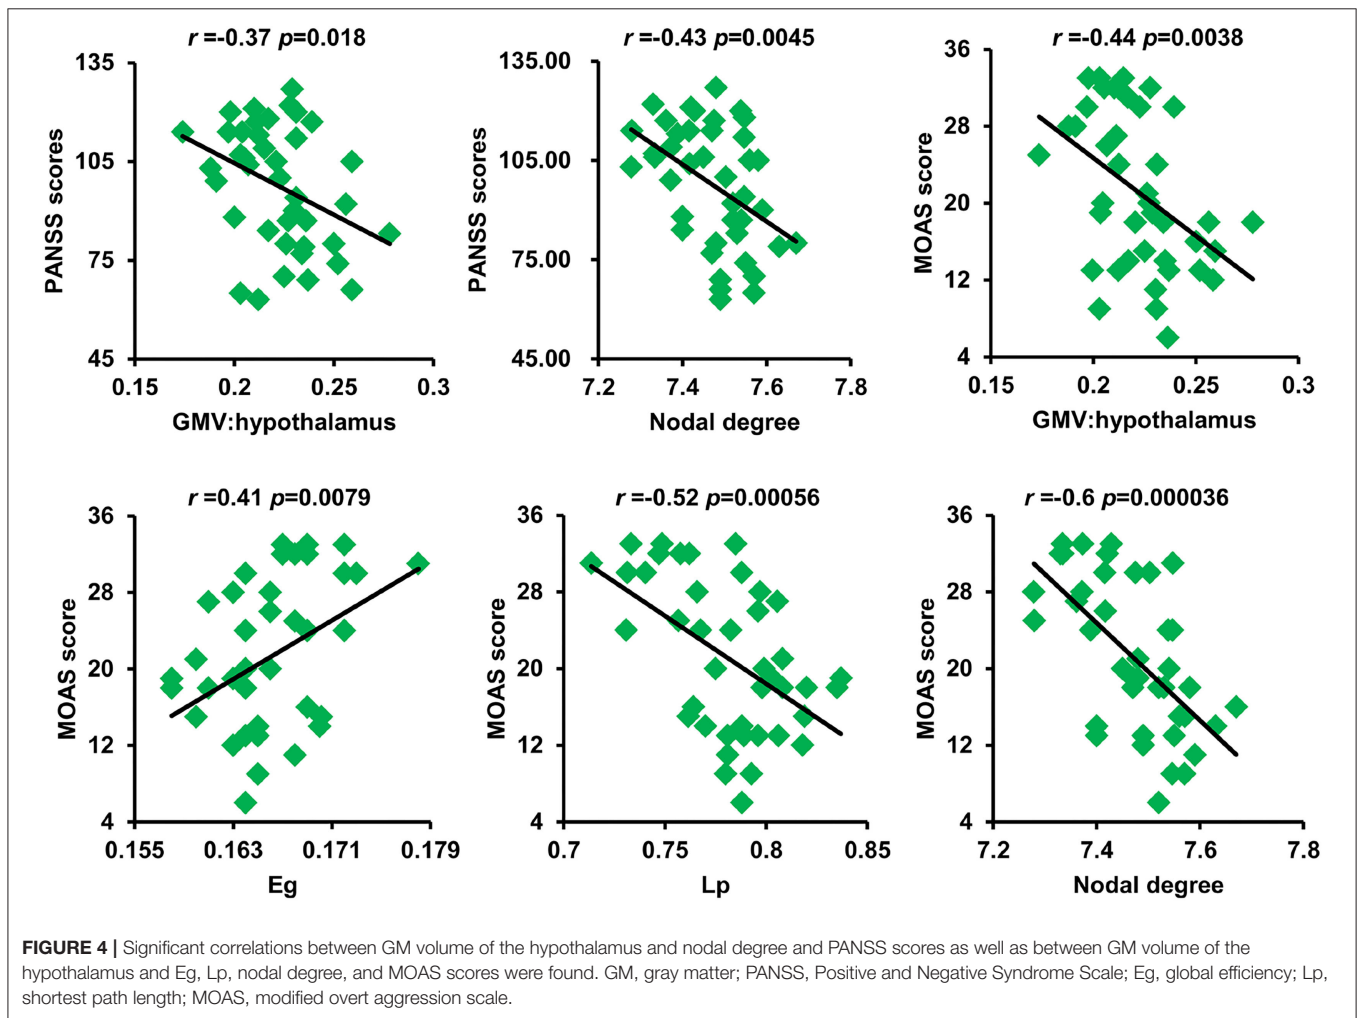 r =-0.37 p=0.018
135
105
75
45
PANSS scores
0.15 0.2 0.25 0.3
GMV:hypothalamus
r =-0.43 p=0.0045
135.00
105.00
75.00
45.00
PANSS scores
7.2 7.4 7.6 7.8
Nodal degree
r =-0.44 p=0.0038
36
28
20
12
4
MOAS score
0.15 0.2 0.25 0.3
GMV:hypothalamus
r =0.41 p=0.0079
36
28
20
12
4
MOAS score
0.155 0.163 0.171 0.179
Eg
r =-0.52 p=0.00056
36
28
20
12
4
MOAS score
0.7 0.75 0.8 0.85
Lp
r =-0.6 p=0.000036
36
28
20
12
4
MOAS score
7.2 7.4 7.6 7.8
Nodal degree
FIGURE 4 | Significant correlations between GM volume of the hypothalamus and nodal degree and PANSS scores as well as between GM volume of the
hypothalamus and Eg, Lp, nodal degree, and MOAS scores were found. GM, gray matter; PANSS, Positive and Negative Syndrome Scale; Eg, global efficiency; Lp,
shortest path length; MOAS, modified overt aggression scale.